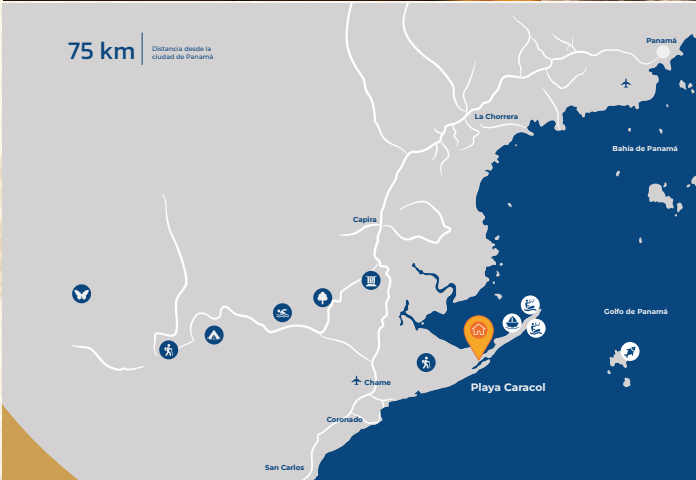 75 km
Distancia desde la
ciudad de Panamá
Panamá
La Chorrera
Bahía de Panamá
Capira
Golfo de Panamá
Chame
Playa Caracol
Coronado
San Carlos